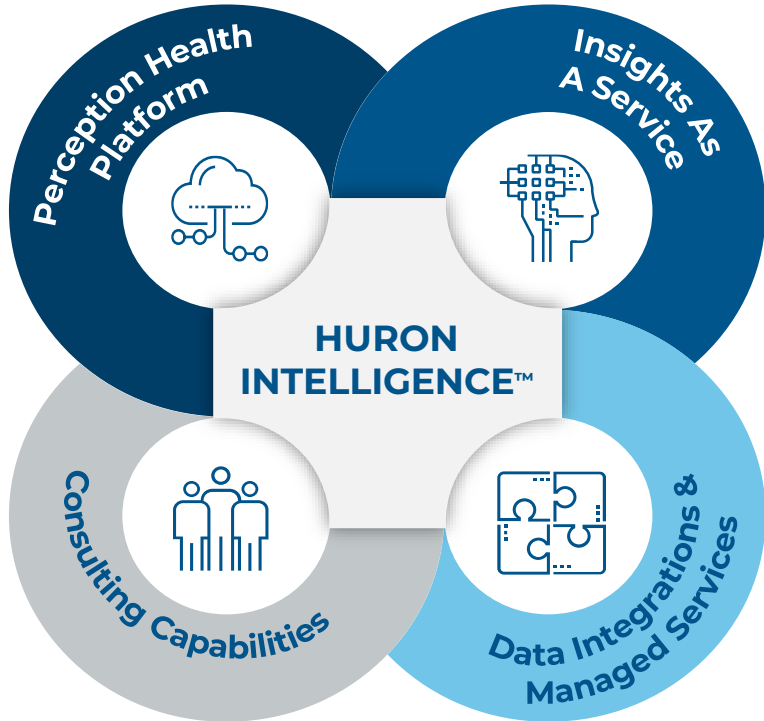 Perception Health
Platform
Insights As
A Service
HURON
INTELLIGENCE™
Consulting Capabilities
Data Integrations &
Managed Services